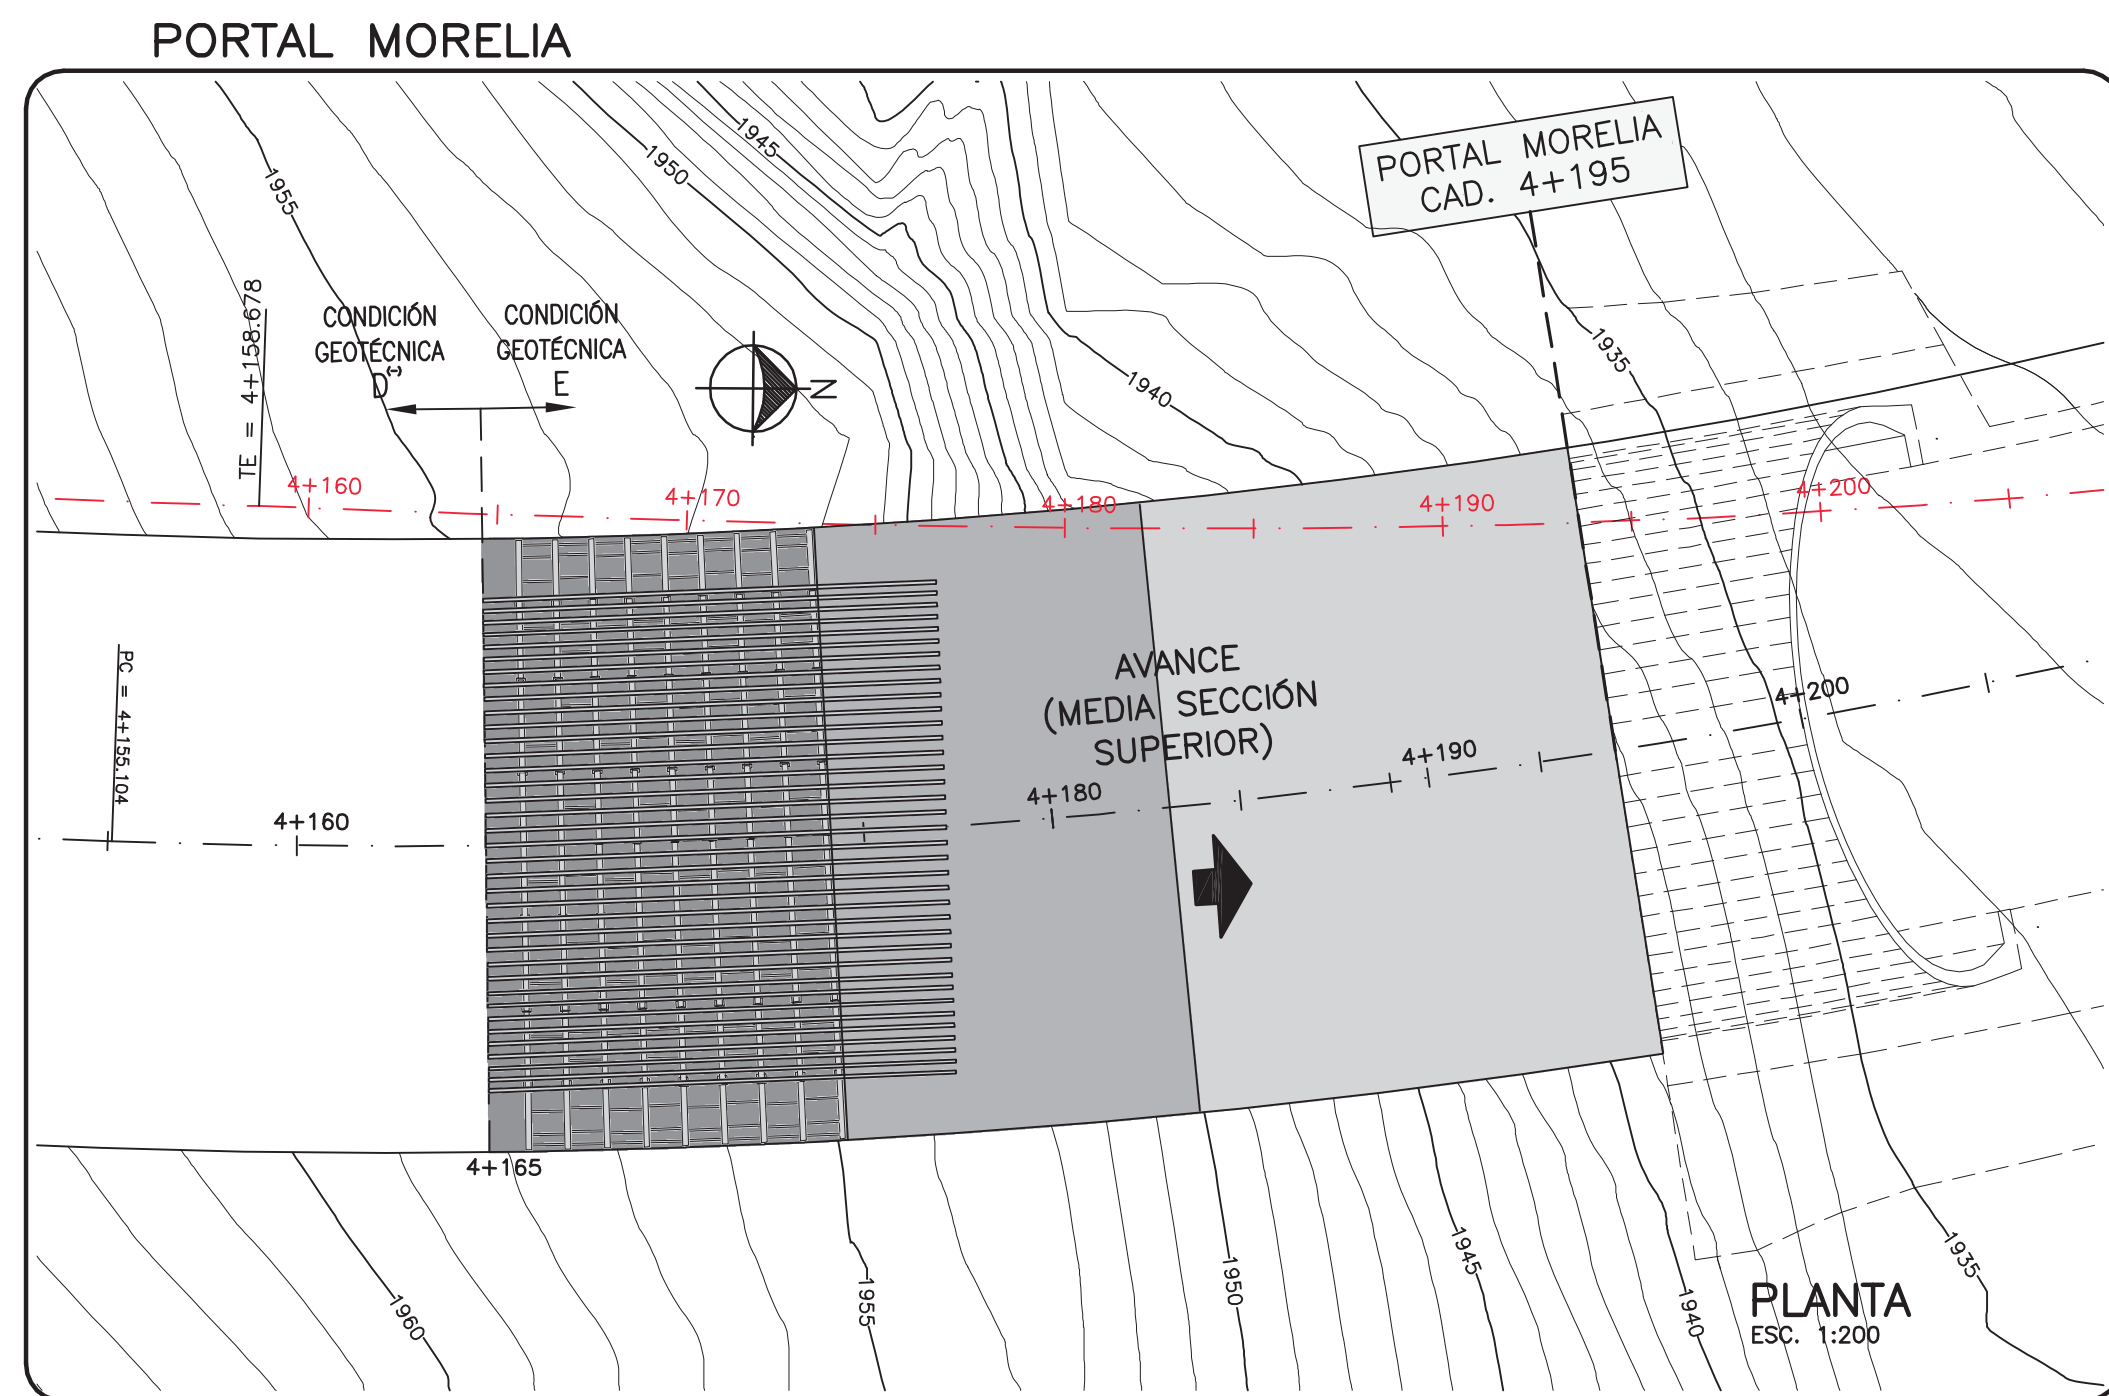 PORTAL MORELIA
PORTAL MORELIA
CAD. 4+195
1945
1950
1955
TE = 4+158.678
CONDICIÓN
GEOTÉCNICA
D(-)
CONDICIÓN
GEOTÉCNICA
E
N
1940
1935
4+160
4+170
4+180
4+190
4+200
PC = 4+155.104
AVANCE
(MEDIA SECCIÓN
SUPERIOR)
4+160
4+180
4+190
4+200
4+165
1960
1955
1950
1945
1940
1935
PLANTA
ESC. 1:200